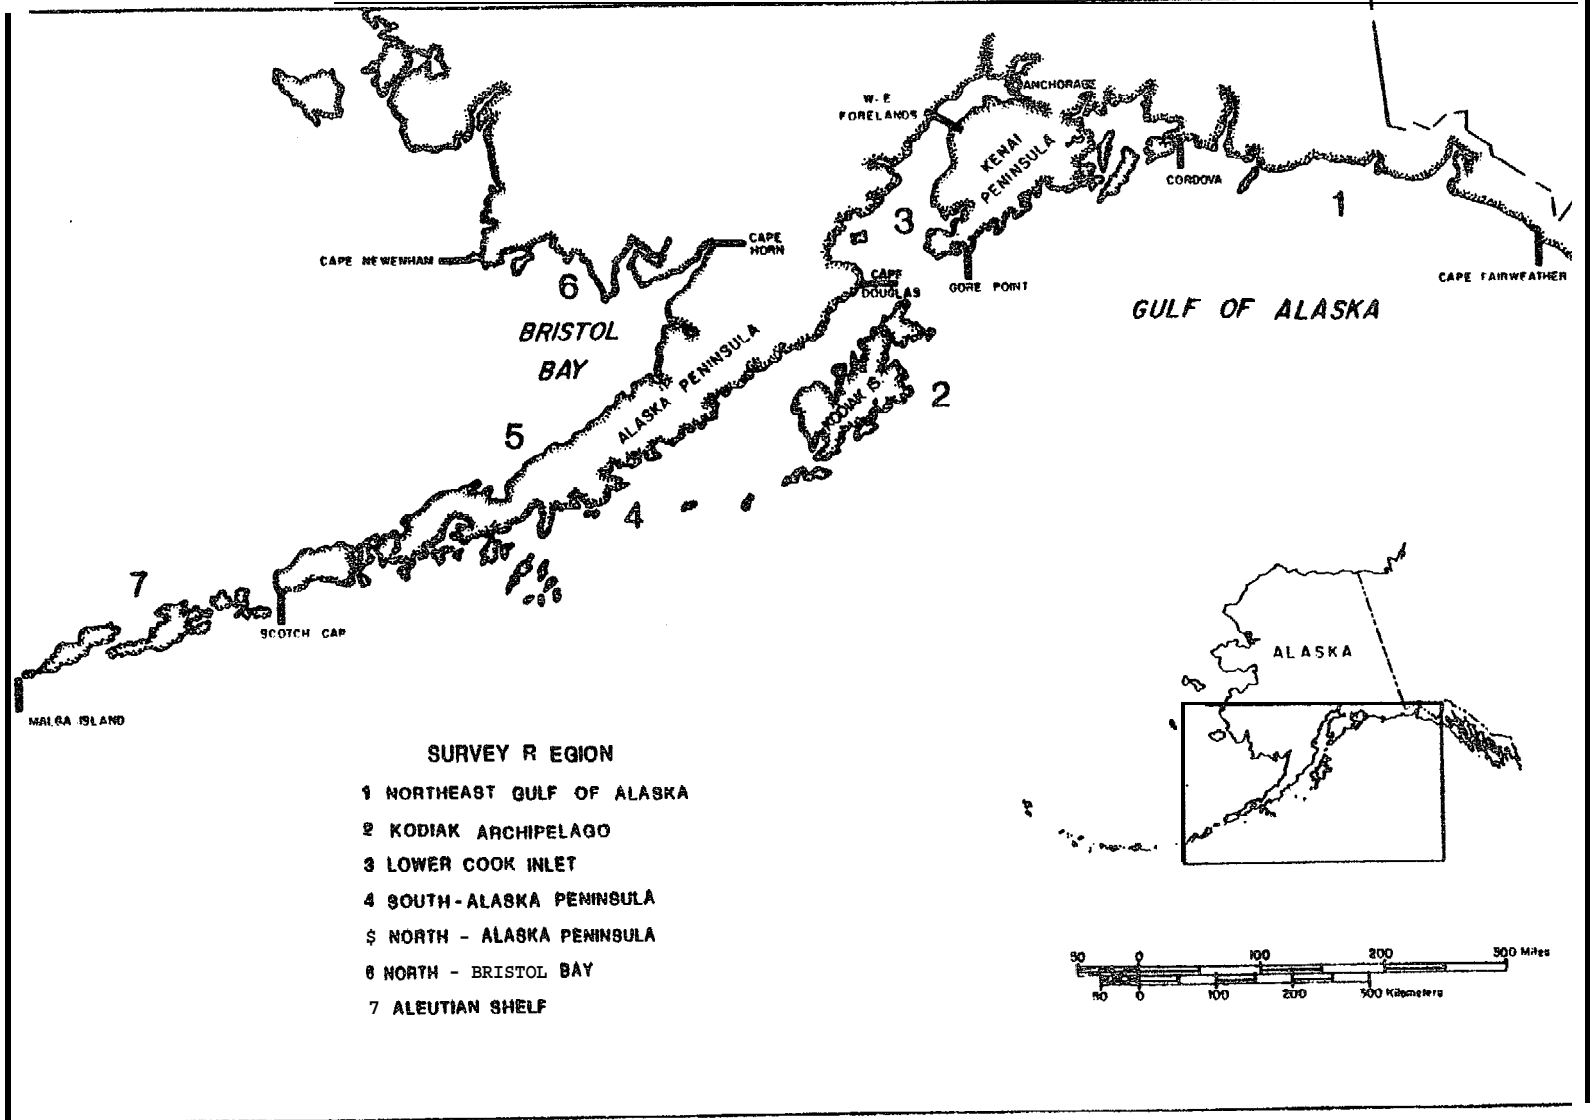 W-E
FORELANDS
ANCHORAGE
KENAI
PENINSULA
CORDOVA
1
3
CAPE NEWENHAM
CAPE
HORN
6
CAPE
DOUGLAS
GORE POINT
CAPE FAIRWEATHER
GULF OF ALASKA
BRISTOL
BAY
ALASKA PENINSULA
KODIAK IS.
2
5
4
7
SCOTCH CAP
MALGA ISLAND
ALASKA
SURVEY R EGION
1 NORTHEAST GULF OF ALASKA
2 KODIAK ARCHIPELAGO
3 LOWER COOK INLET
4 SOUTH-ALASKA PENINSULA
$ NORTH - ALASKA PENINSULA
6 NORTH - BRISTOL BAY
7 ALEUTIAN SHELF
50 0 100 200 300 Miles
50 0 100 200 300 Kilometers